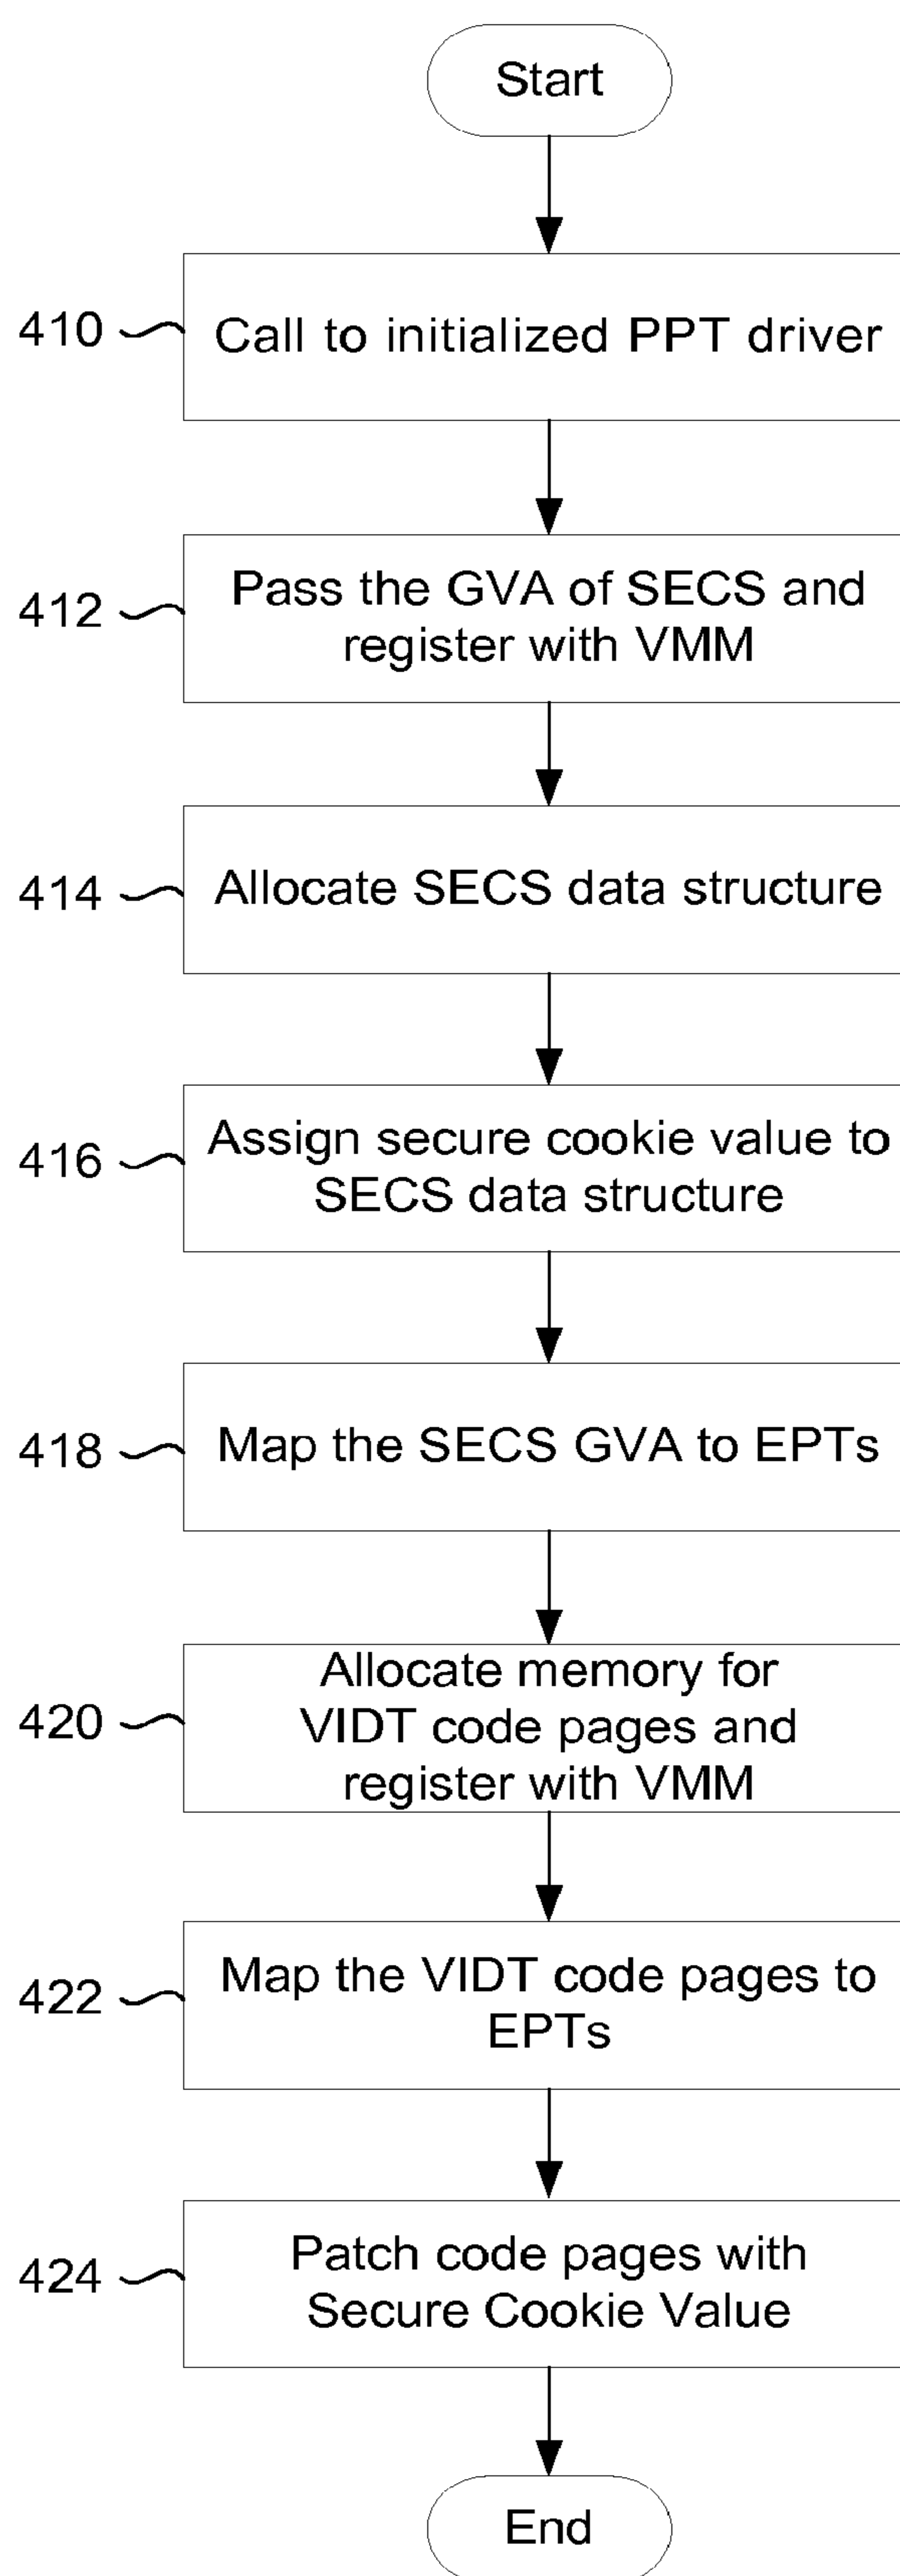 Start
410
Call to initialized PPT driver
412
Pass the GVA of SECS and
register with VMM
414
Allocate SECS data structure
416
Assign secure cookie value to
SECS data structure
418
Map the SECS GVA to EPTs
420
Allocate memory for
VIDT code pages and
register with VMM
422
Map the VIDT code pages to
EPTs
424
Patch code pages with
Secure Cookie Value
End